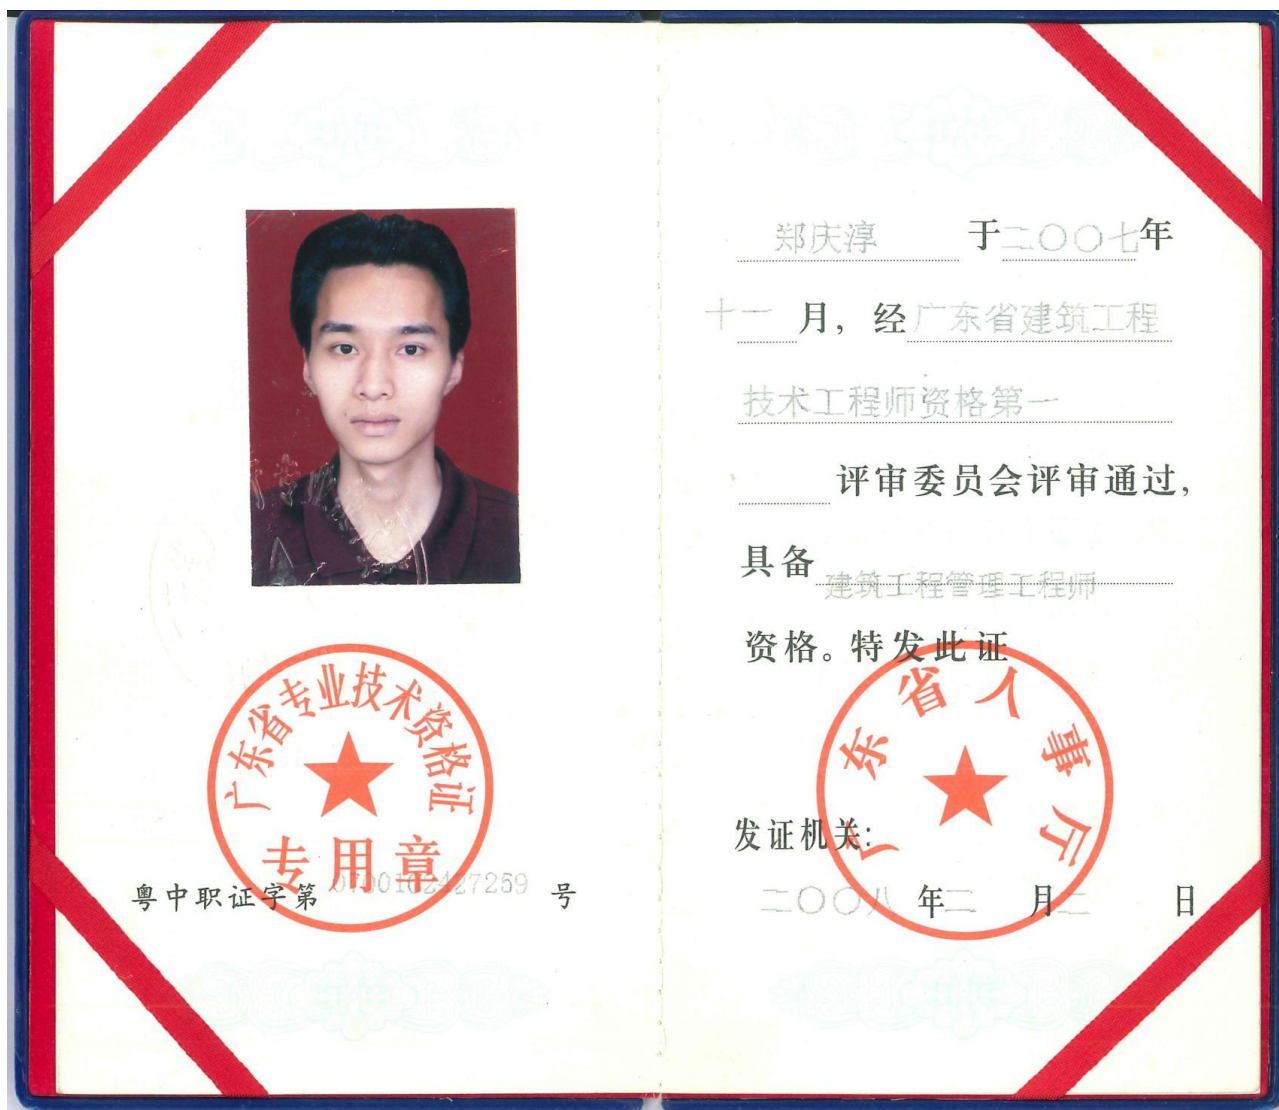 广东省专业技术资格证
专用章
粤中职证字第 0700102427259 号
郑庆淳 于二〇〇七年
十一 月，经广东省建筑工程
技术工程师资格第一
评审委员会评审通过，
具备 建筑工程管理工程师
资格。特发此证
广东省人事厅
发证机关：
二〇〇八 年二 月二 日